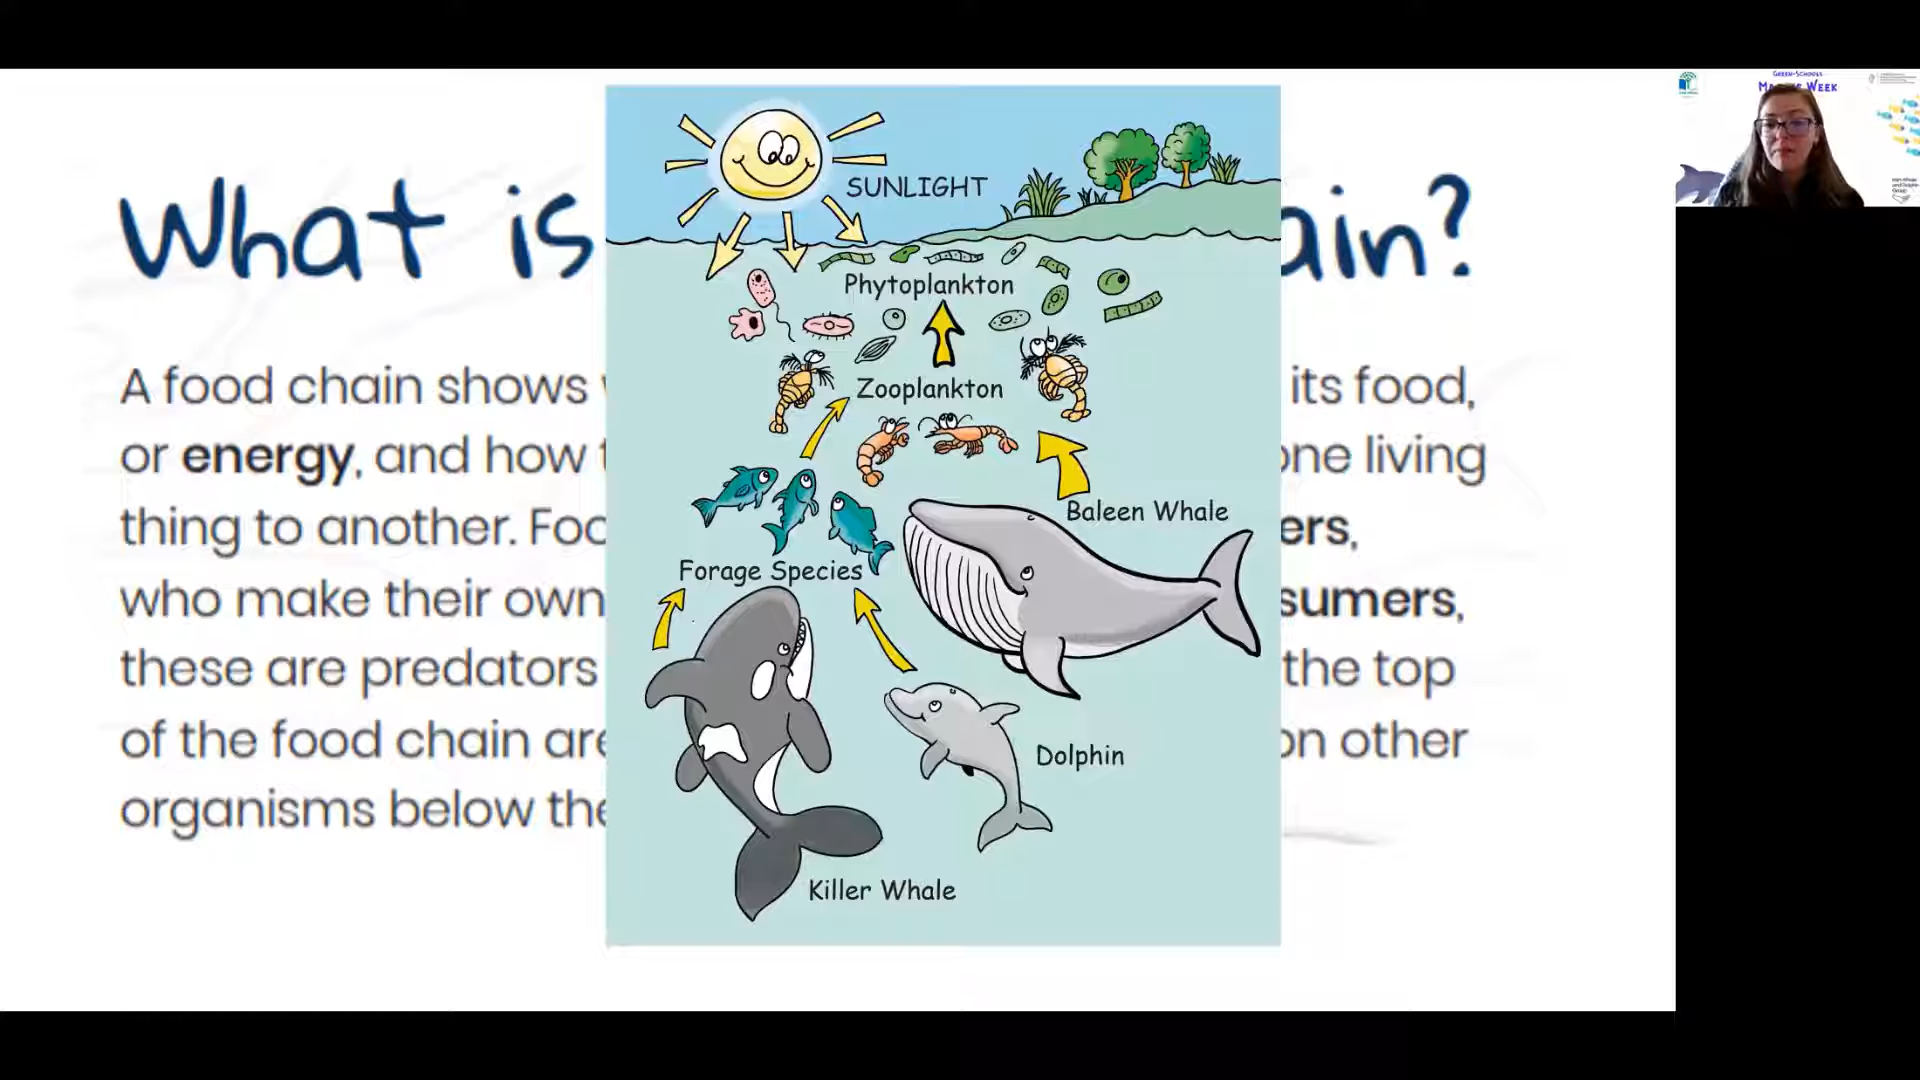 What is
ain?
A food chain shows
its food,
or energy, and how
one living
thing to another.
ers,
who make their own
sumers,
these are predators
the top
of the food chain are
on other
organisms below the
SUNLIGHT
Phytoplankton
Zooplankton
Baleen Whale
Forage Species
Dolphin
Killer Whale
GREEN-SCHOOLS
WEEK